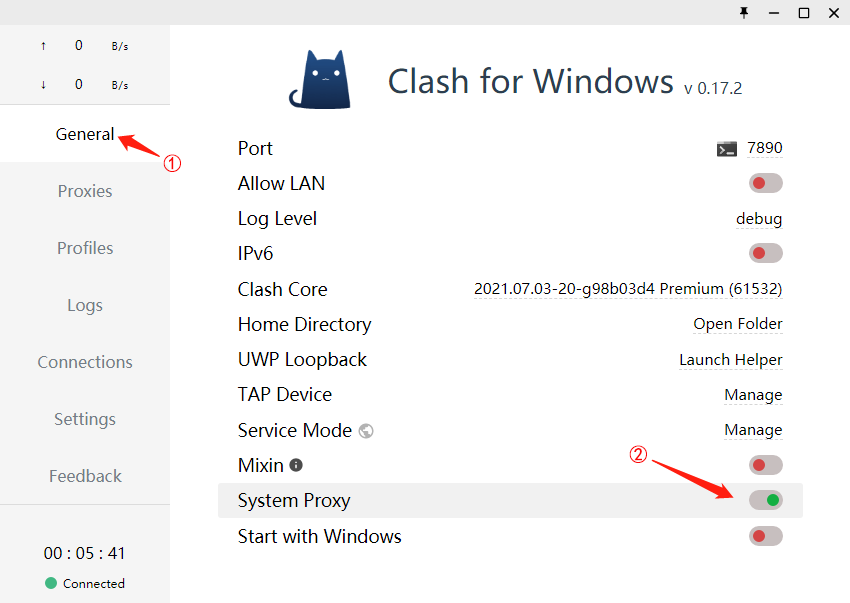 ↑ 0 B/s
↓ 0 B/s
General
①
Proxies
Profiles
Logs
Connections
Settings
Feedback
00 : 05 : 41
Connected
Clash for Windows v 0.17.2
Port 7890
Allow LAN
Log Level debug
IPv6
Clash Core 2021.07.03-20-g98b03d4 Premium (61532)
Home Directory Open Folder
UWP Loopback Launch Helper
TAP Device Manage
Service Mode Manage
Mixin
②
System Proxy
Start with Windows